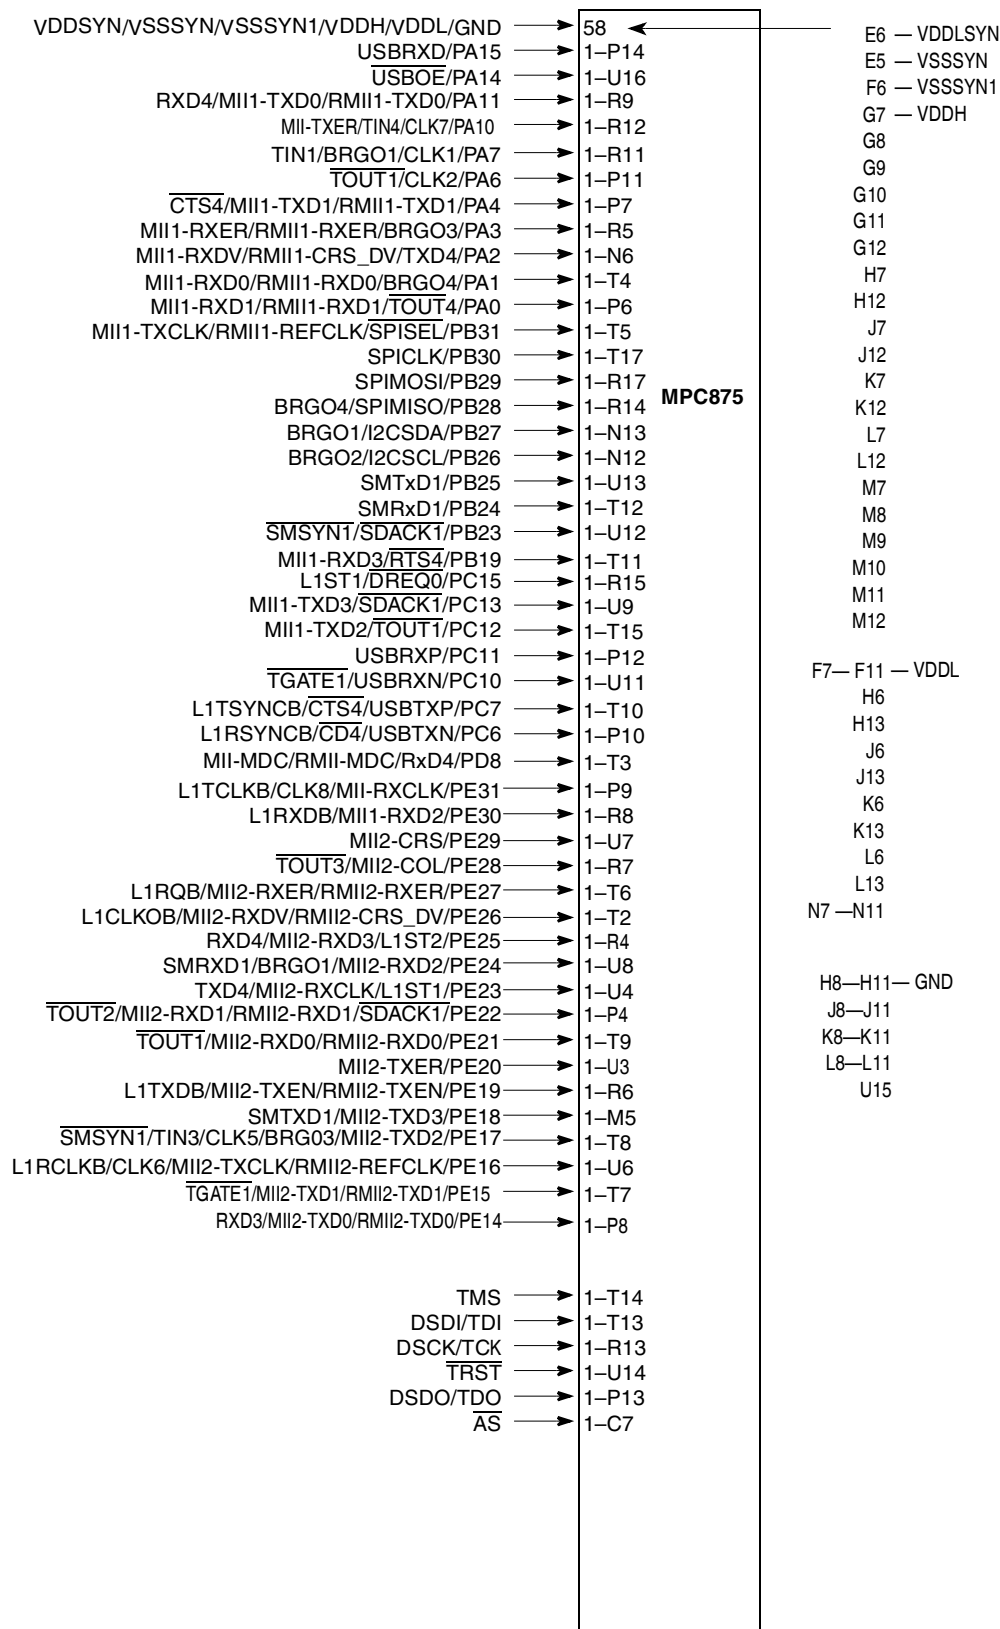 VDDSYN/VSSSYN/VSSSYN1/VDDH/VDDL/GND 58
USBRXD/PA15 1–P14
USBOE/PA14 1–U16
RXD4/MII1-TXD0/RMII1-TXD0/PA11 1–R9
MII-TXER/TIN4/CLK7/PA10 1–R12
TIN1/BRGO1/CLK1/PA7 1–R11
TOUT1/CLK2/PA6 1–P11
CTS4/MII1-TXD1/RMII1-TXD1/PA4 1–P7
MII1-RXER/RMII1-RXER/BRGO3/PA3 1–R5
MII1-RXDV/RMII1-CRS_DV/TXD4/PA2 1–N6
MII1-RXD0/RMII1-RXD0/BRGO4/PA1 1–T4
MII1-RXD1/RMII1-RXD1/TOUT4/PA0 1–P6
MII1-TXCLK/RMII1-REFCLK/SPISEL/PB31 1–T5
SPICLK/PB30 1–T17
SPIMOSI/PB29 1–R17
BRGO4/SPIMISO/PB28 1–R14
BRGO1/I2CSDA/PB27 1–N13
BRGO2/I2CSCL/PB26 1–N12
SMTxD1/PB25 1–U13
SMRxD1/PB24 1–T12
SMSYN1/SDACK1/PB23 1–U12
MII1-RXD3/RTS4/PB19 1–T11
L1ST1/DREQ0/PC15 1–R15
MII1-TXD3/SDACK1/PC13 1–U9
MII1-TXD2/TOUT1/PC12 1–T15
USBRXP/PC11 1–P12
TGATE1/USBRXN/PC10 1–U11
L1TSYNCB/CTS4/USBTXP/PC7 1–T10
L1RSYNCB/CD4/USBTXN/PC6 1–P10
MII-MDC/RMII-MDC/RxD4/PD8 1–T3
L1TCLKB/CLK8/MII-RXCLK/PE31 1–P9
L1RXDB/MII1-RXD2/PE30 1–R8
MII2-CRS/PE29 1–U7
TOUT3/MII2-COL/PE28 1–R7
L1RQB/MII2-RXER/RMII2-RXER/PE27 1–T6
L1CLKOB/MII2-RXDV/RMII2-CRS_DV/PE26 1–T2
RXD4/MII2-RXD3/L1ST2/PE25 1–R4
SMRXD1/BRGO1/MII2-RXD2/PE24 1–U8
TXD4/MII2-RXCLK/L1ST1/PE23 1–U4
TOUT2/MII2-RXD1/RMII2-RXD1/SDACK1/PE22 1–P4
TOUT1/MII2-RXD0/RMII2-RXD0/PE21 1–T9
MII2-TXER/PE20 1–U3
L1TXDB/MII2-TXEN/RMII2-TXEN/PE19 1–R6
SMTXD1/MII2-TXD3/PE18 1–M5
SMSYN1/TIN3/CLK5/BRG03/MII2-TXD2/PE17 1–T8
L1RCLKB/CLK6/MII2-TXCLK/RMII2-REFCLK/PE16 1–U6
TGATE1/MII2-TXD1/RMII2-TXD1/PE15 1–T7
RXD3/MII2-TXD0/RMII2-TXD0/PE14 1–P8
TMS 1–T14
DSDI/TDI 1–T13
DSCK/TCK 1–R13
TRST 1–U14
DSDO/TDO 1–P13
AS 1–C7
MPC875
E6 — VDDLSYN
E5 — VSSSYN
F6 — VSSSYN1
G7 — VDDH
G8
G9
G10
G11
G12
H7
H12
J7
J12
K7
K12
L7
L12
M7
M8
M9
M10
M11
M12
F7— F11 — VDDL
H6
H13
J6
J13
K6
K13
L6
L13
N7 —N11
H8—H11— GND
J8—J11
K8—K11
L8—L11
U15